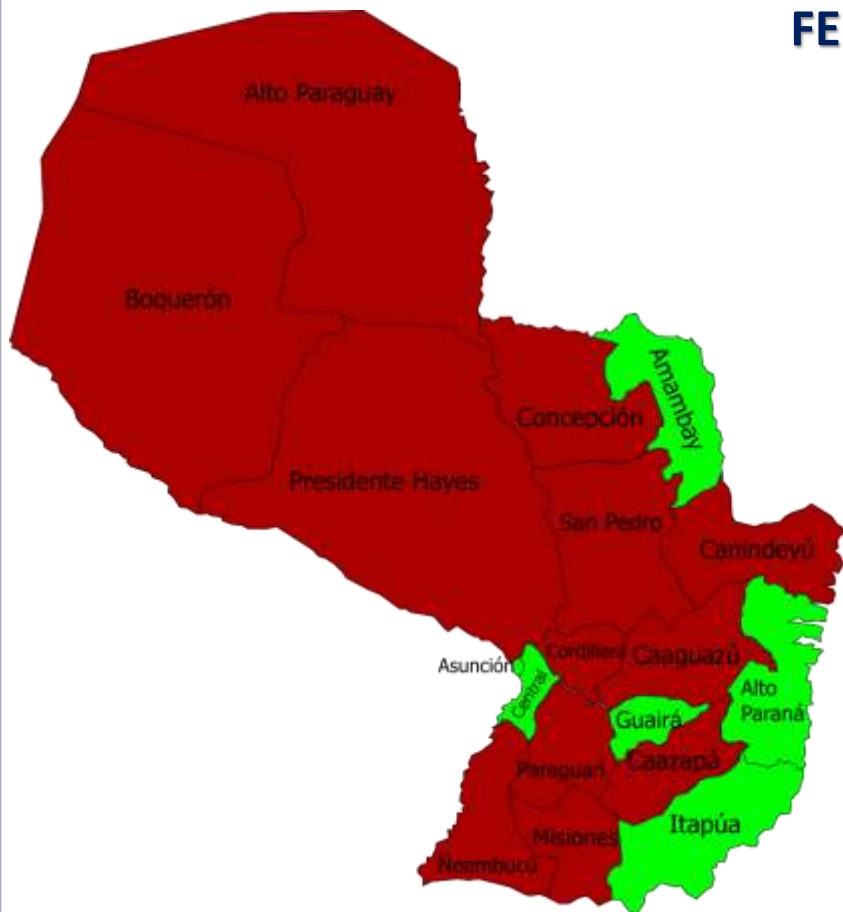 FE
Alto Paraguay
Boquerón
Amambay
Concepción
Presidente Hayes
San Pedro
Canindeyú
Cordillera
Caaguazú
Asunción
Central
Alto
Paraná
Guairá
Caazapá
Paraguarí
Itapúa
Misiones
Ñeembucú